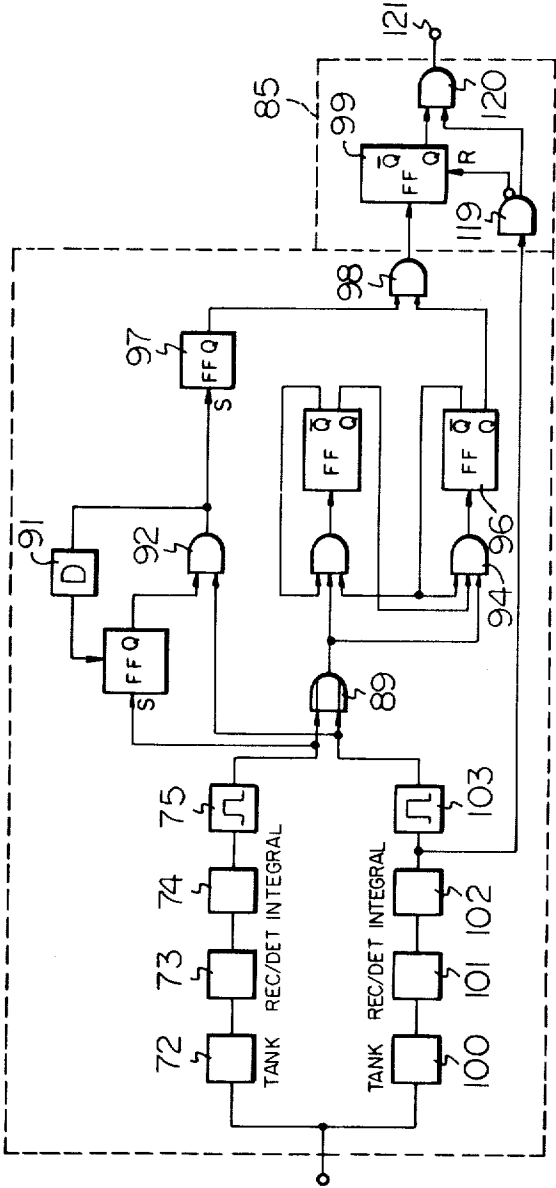 85
121
99
Q̅
FF
Q
R
120
119
98
97
FF Q
S
91
D
92
FF Q
S
Q̅
FF
Q
Q̅
FF
Q
96
94
89
75
74
73
72
TANK REC/DET INTEGRAL
103
TANK REC/DET INTEGRAL
102
101
100